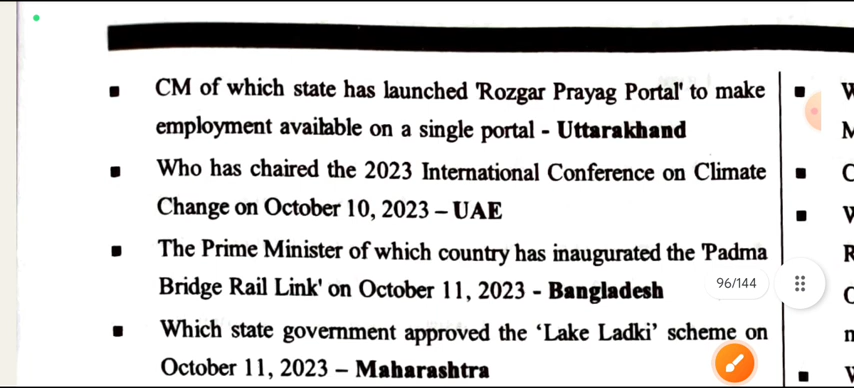 CM of which state has launched 'Rozgar Prayag Portal' to make
employment available on a single portal - Uttarakhand
Who has chaired the 2023 International Conference on Climate
Change on October 10, 2023 – UAE
The Prime Minister of which country has inaugurated the 'Padma
Bridge Rail Link' on October 11, 2023 - Bangladesh
96/144
Which state government approved the ‘Lake Ladki’ scheme on
October 11, 2023 – Maharashtra